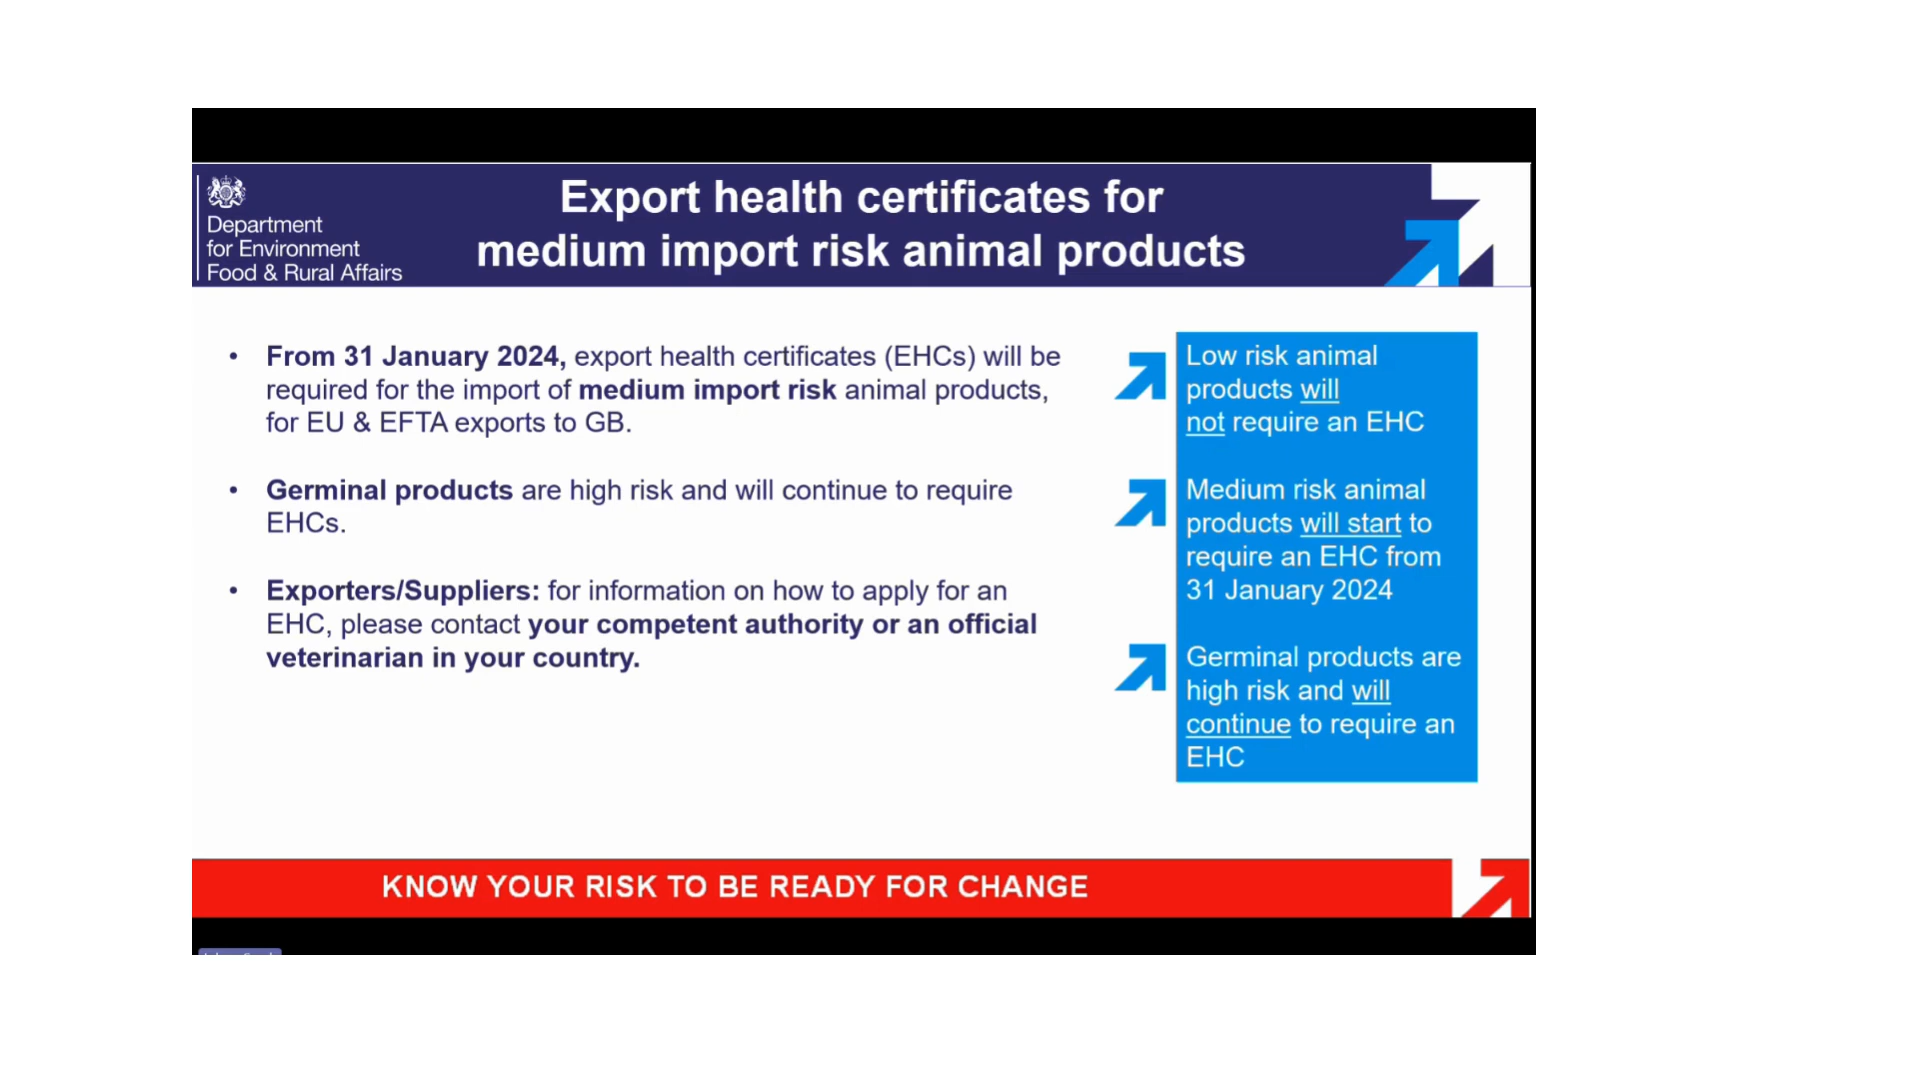 Department
for Environment
Food & Rural Affairs
Export health certificates for
medium import risk animal products
• From 31 January 2024, export health certificates (EHCs) will be
required for the import of medium import risk animal products,
for EU & EFTA exports to GB.
• Germinal products are high risk and will continue to require
EHCs.
• Exporters/Suppliers: for information on how to apply for an
EHC, please contact your competent authority or an official
veterinarian in your country.
Low risk animal
products will
not require an EHC
Medium risk animal
products will start to
require an EHC from
31 January 2024
Germinal products are
high risk and will
continue to require an
EHC
KNOW YOUR RISK TO BE READY FOR CHANGE